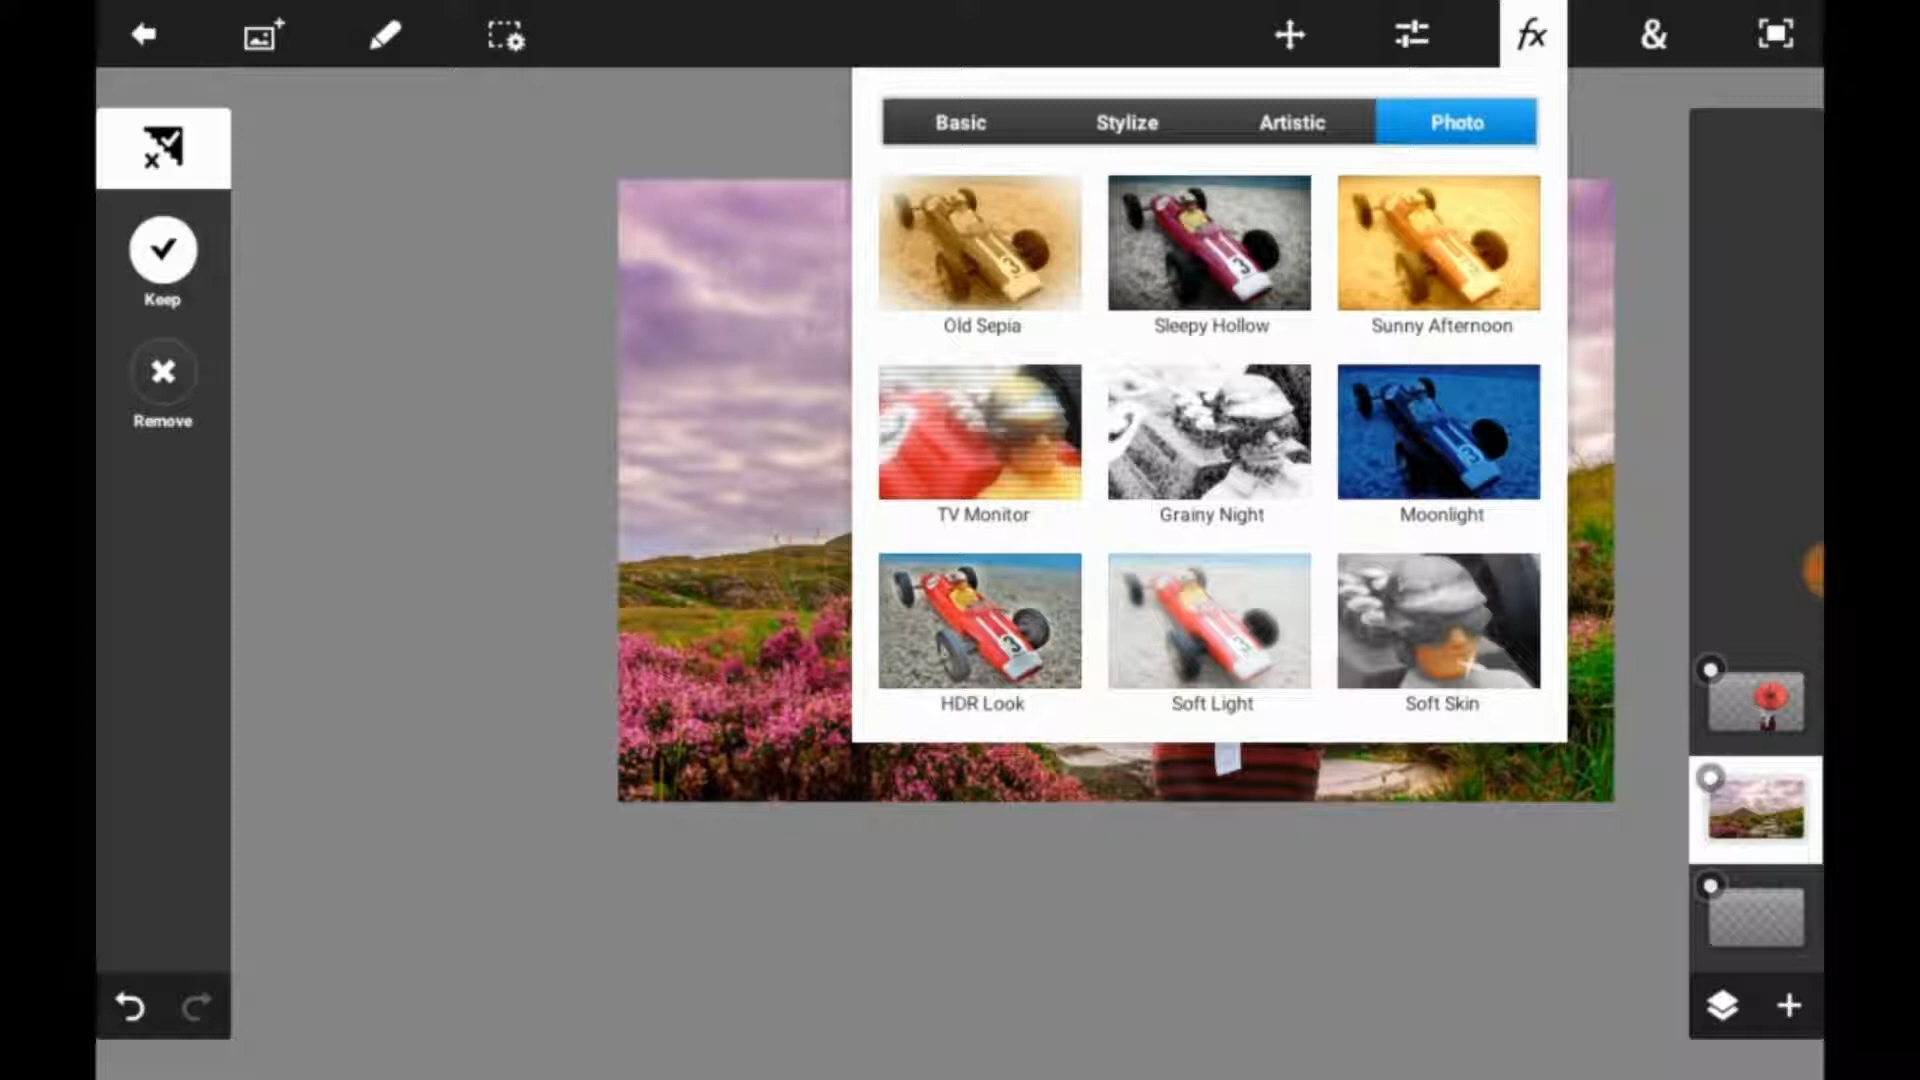 fx
&
Basic
Stylize
Artistic
Photo
Keep
Remove
Old Sepia
Sleepy Hollow
Sunny Afternoon
TV Monitor
Grainy Night
Moonlight
HDR Look
Soft Light
Soft Skin